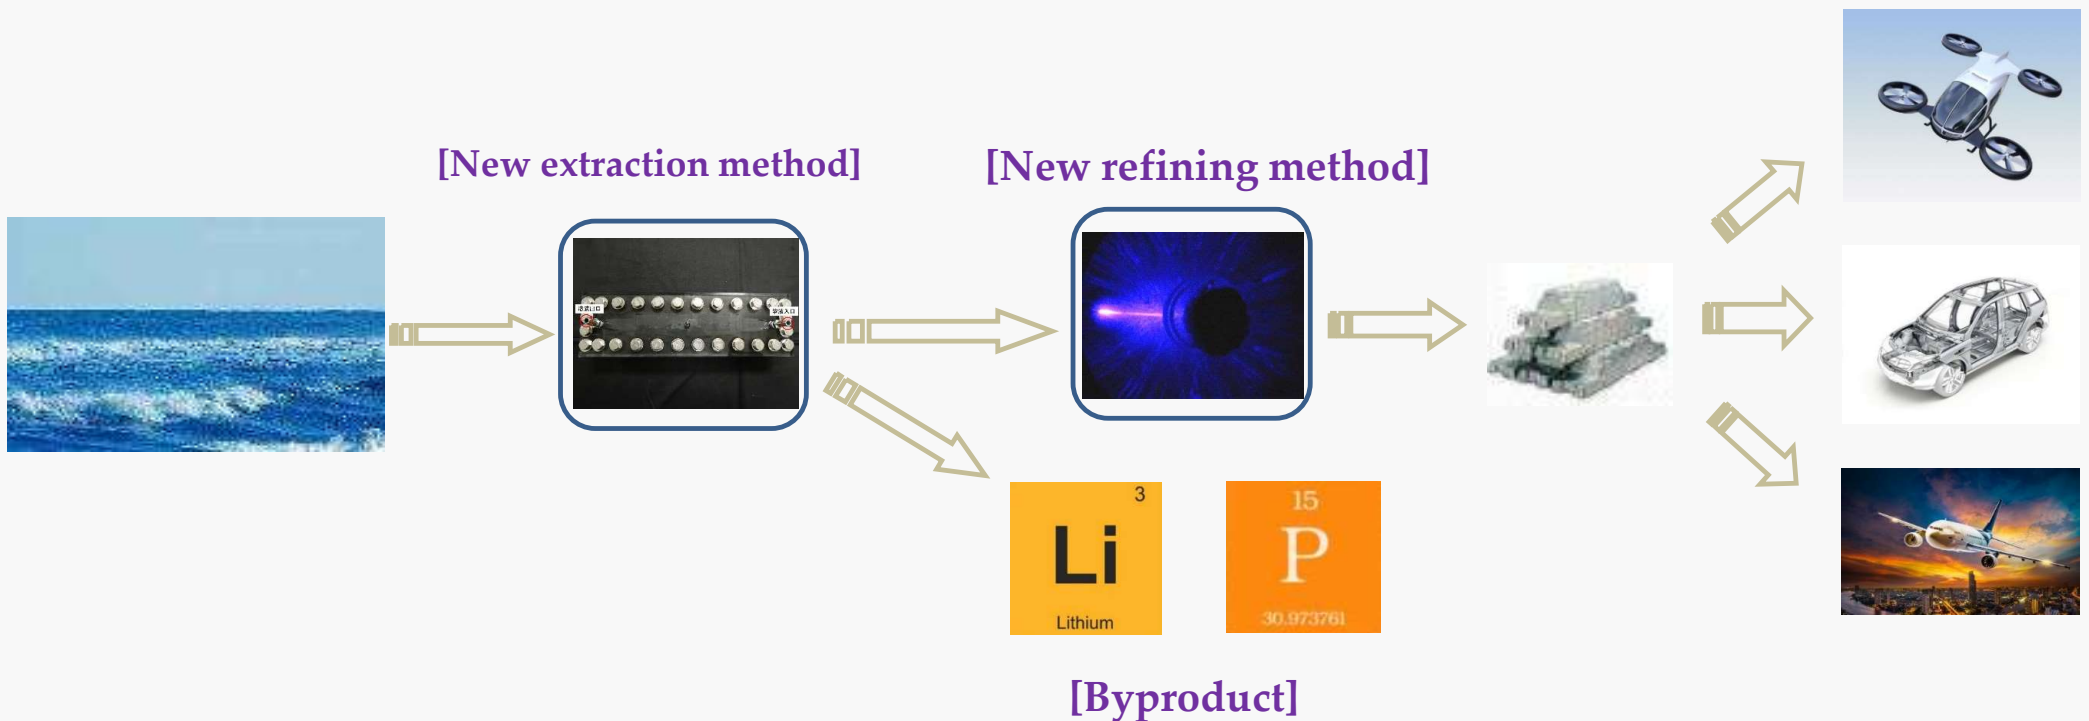 [New extraction method]
[New refining method]
3
Li
Lithium
15
P
30.973761
[Byproduct]